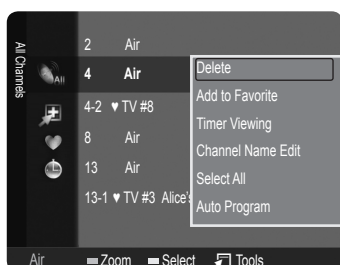 All Channels
All
2 Air
4 Air
4-2 ♥ TV #8
8 Air
13 Air
13-1 ♥ TV #3 Alice's
Delete
Add to Favorite
Timer Viewing
Channel Name Edit
Select All
Auto Program
Air Zoom Select Tools